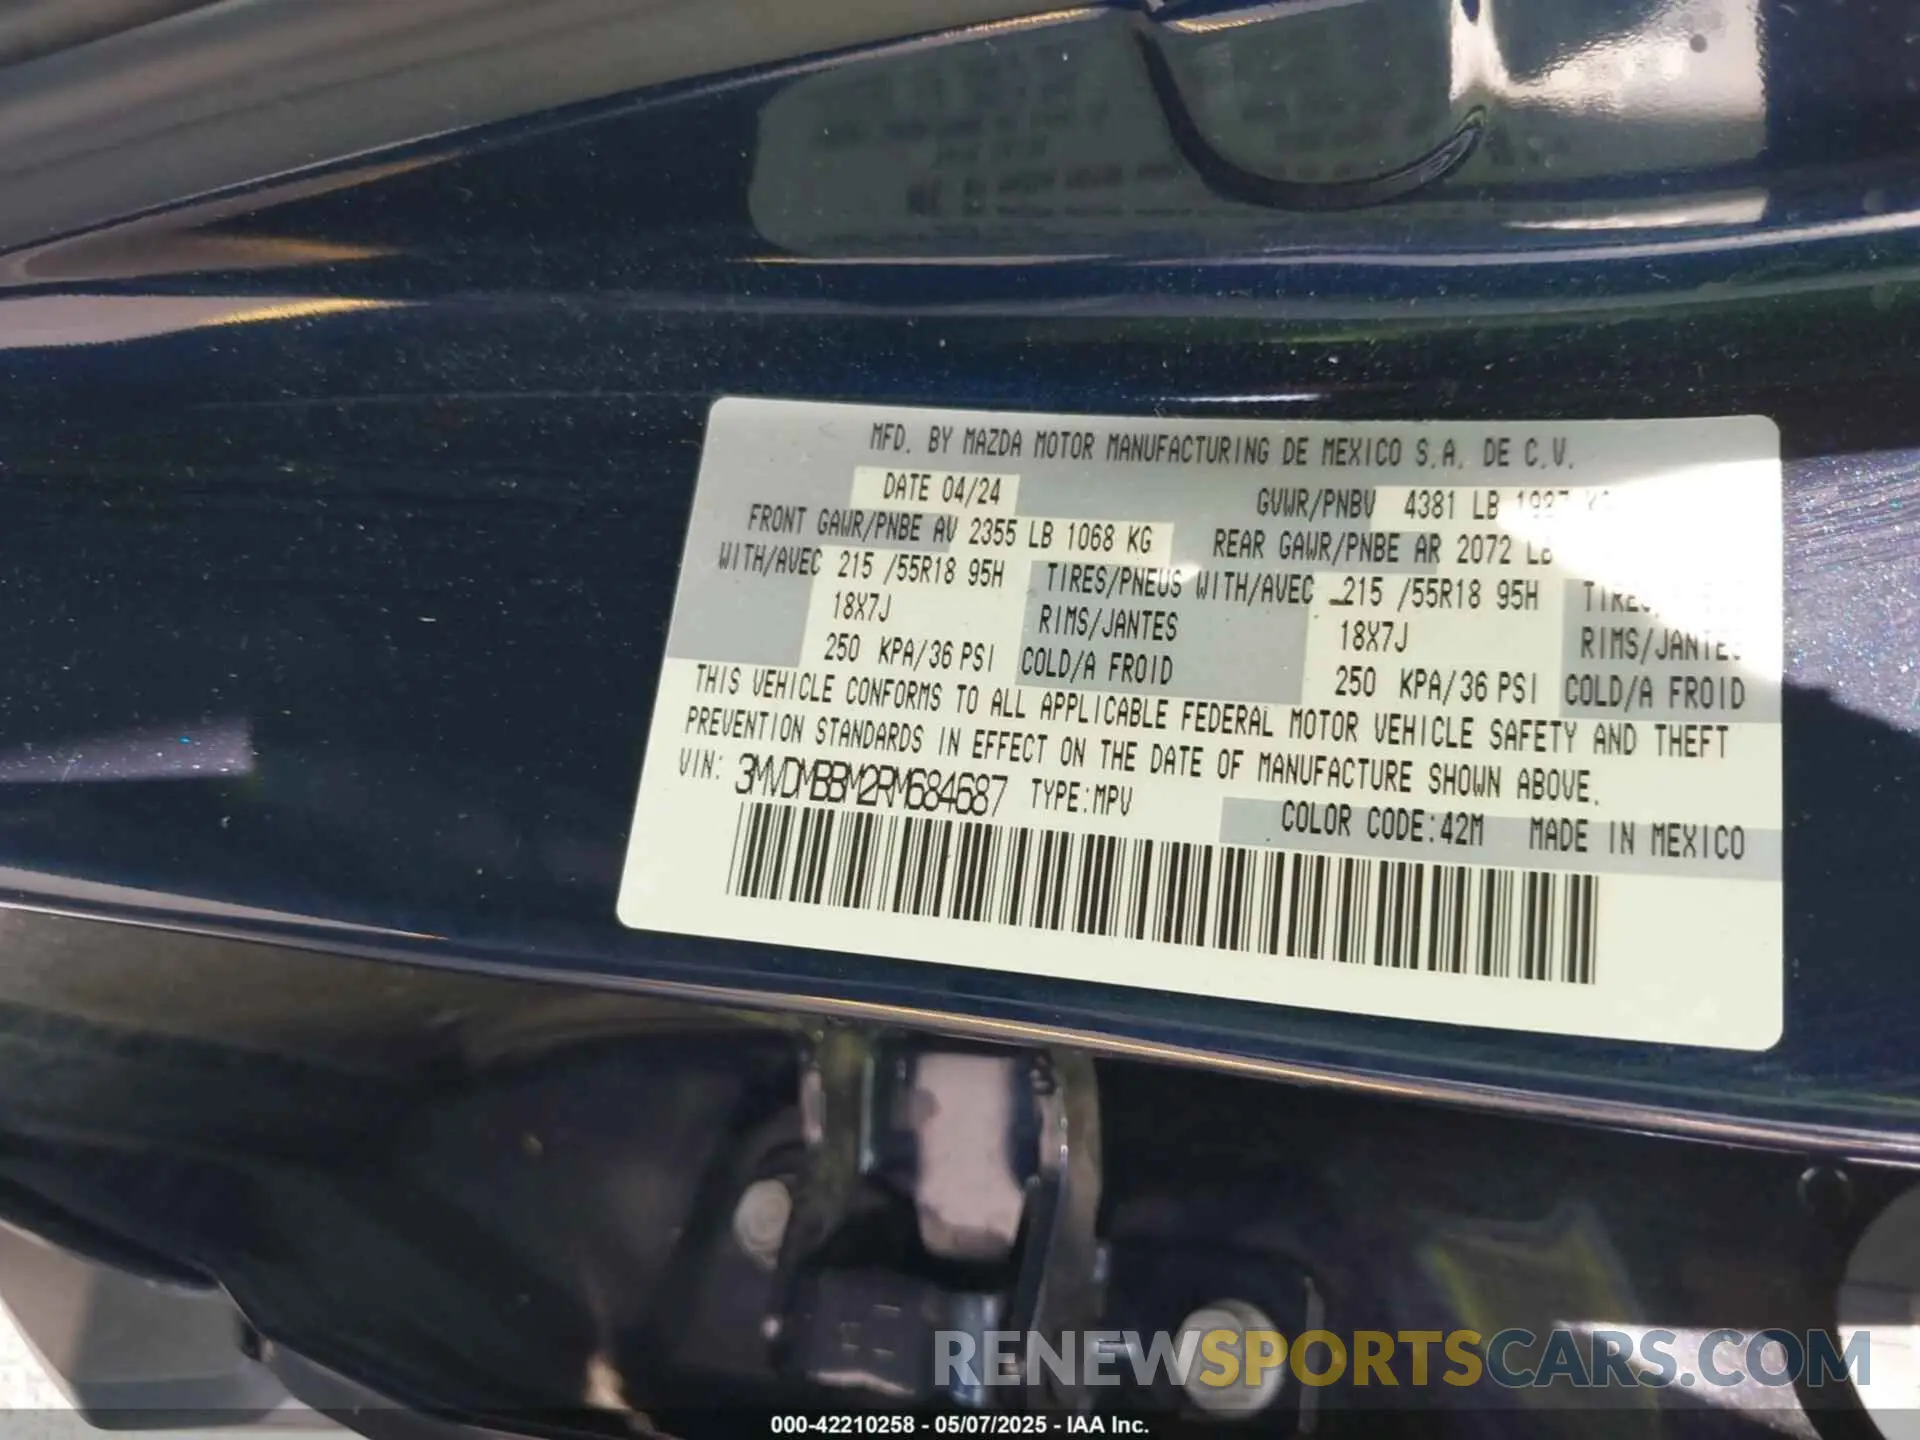 MFD. BY MAZDA MOTOR MANUFACTURING DE MEXICO S.A. DE C.V.
DATE 04/24 GVWR/PNBV 4381 LB
FRONT GAWR/PNBE AV 2355 LB 1068 KG REAR GAWR/PNBE AR 2072 LB
WITH/AVEC 215 /55R18 95H TIRES/PNEUS WITH/AVEC 215 /55R18 95H
18X7J RIMS/JANTES 18X7J RIMS/JANTES
250 KPA/36 PSI COLD/A FROID 250 KPA/36 PSI COLD/A FROID
THIS VEHICLE CONFORMS TO ALL APPLICABLE FEDERAL MOTOR VEHICLE SAFETY AND THEFT
PREVENTION STANDARDS IN EFFECT ON THE DATE OF MANUFACTURE SHOWN ABOVE.
VIN: 3MVDMBBM2RM684687 TYPE:MPV
COLOR CODE:42M MADE IN MEXICO
RENEWSPORTSCARS.COM
000-42210258 - 05/07/2025 - IAA Inc.